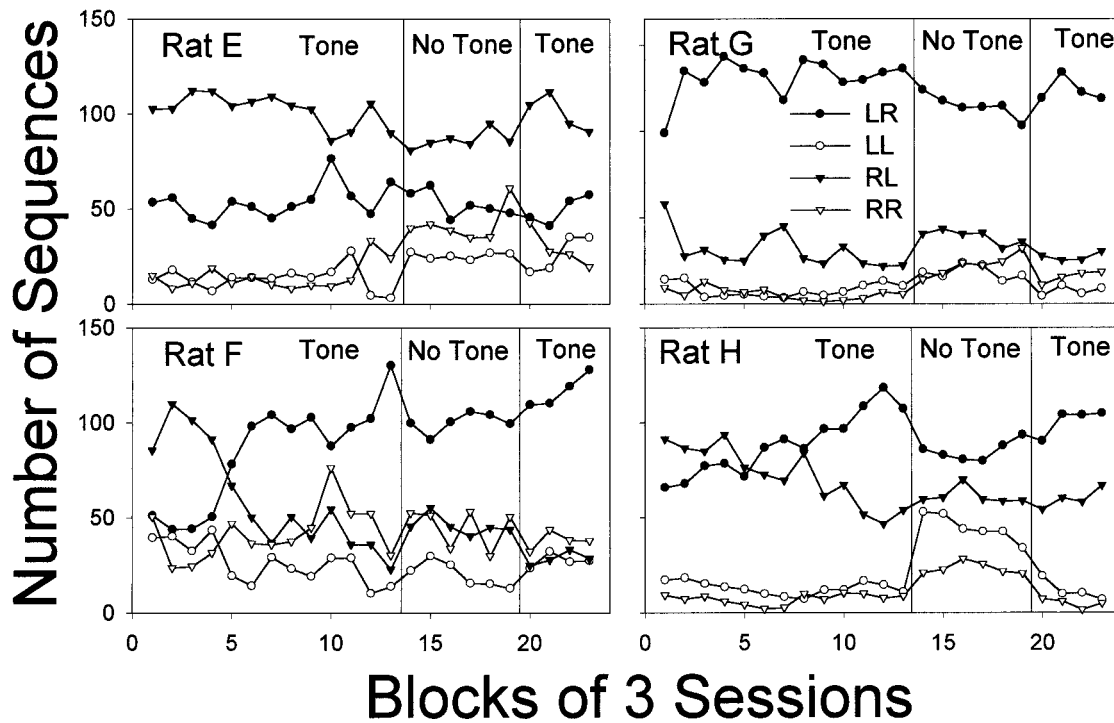 Number of Sequences
150
100
50
0
Rat E
Tone
No Tone
Tone
Rat G
Tone
No Tone
Tone
LR
LL
RL
RR
150
100
50
0
Rat F
Tone
No Tone
Tone
Rat H
Tone
No Tone
Tone
0 5 10 15 20
0 5 10 15 20
Blocks of 3 Sessions